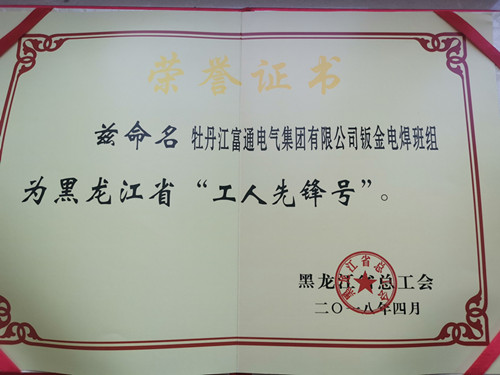 荣誉证书
兹命名 牡丹江富通电气集团有限公司钣金电焊班组
为黑龙江省“工人先锋号”。
黑龙江省总工会
二〇一八年四月